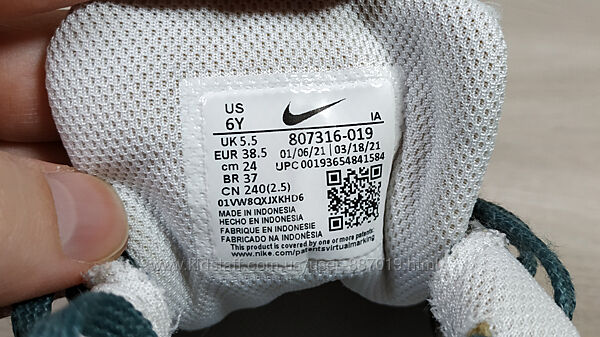 US
6Y
IA
UK 5.5
807316-019
EUR 38.5
01/06/21 | 03/18/21
cm 24
UPC 00193654841584
BR 37
CN 240(2.5)
01VW8QXJXKHD6
MADE IN INDONESIA
HECHO EN INDONESIA
FABRIQUE EN INDONESIE
FABRICADO NA INDONESIA
This product is covered by one or more patents:
www.nike.com/patentsvirtualmarking